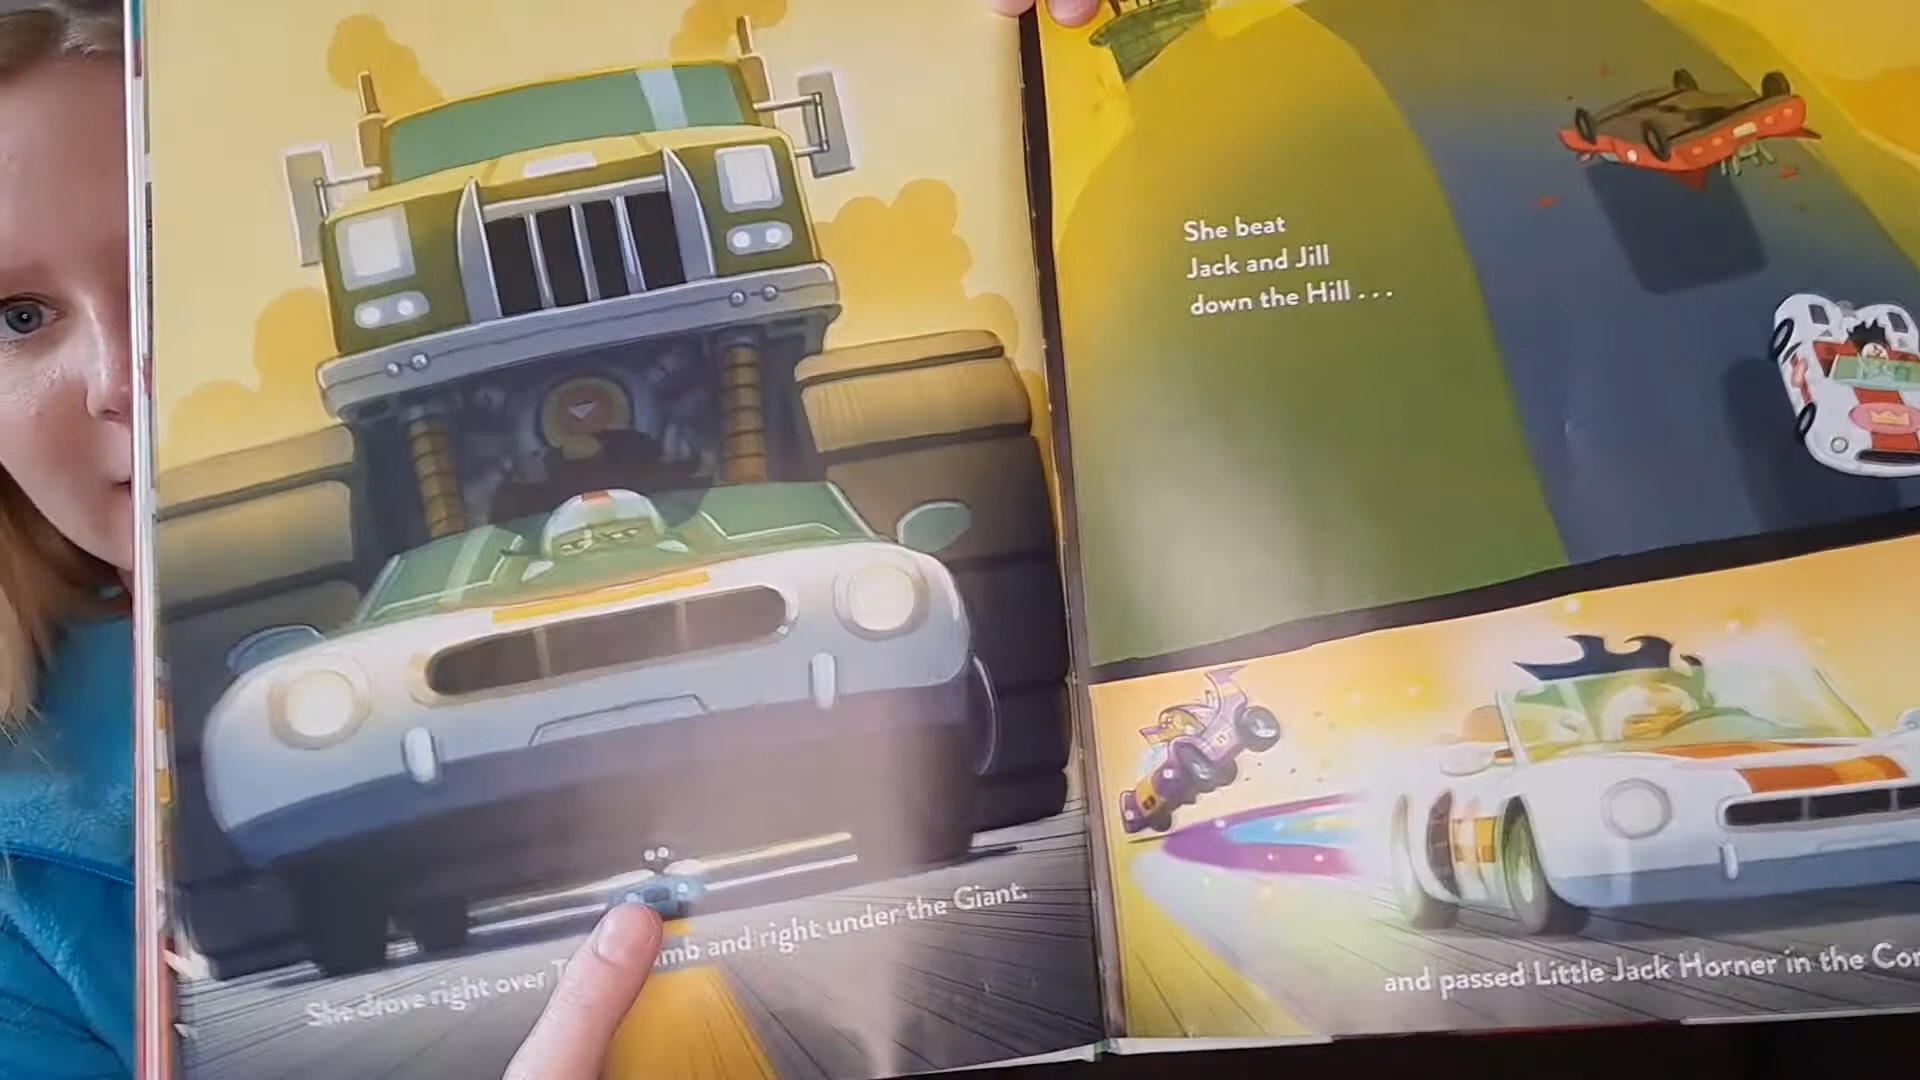 She drove right over T mb and right under the Giant.
She beat
Jack and Jill
down the Hill . . .
and passed Little Jack Horner in the Cor